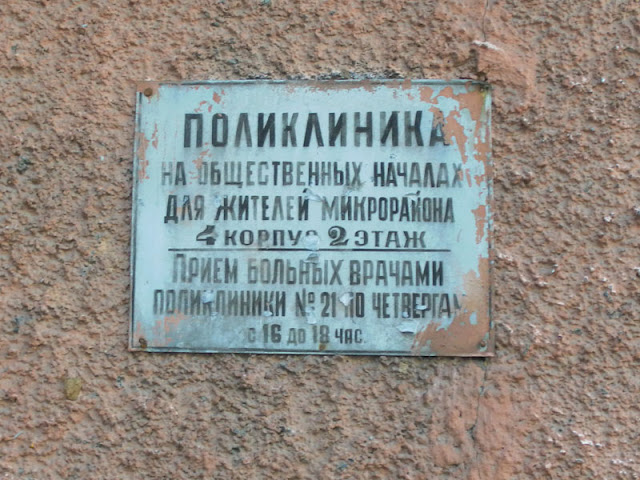 ПОЛИКЛИНИКА
НА ОБЩЕСТВЕННЫХ НАЧАЛАХ
ДЛЯ ЖИТЕЛЕЙ МИКРОРАЙОНА
4 КОРПУС 2 ЭТАЖ
ПРИЕМ БОЛЬНЫХ ВРАЧАМИ
ПОЛИКЛИНИКИ № 21 ПО ЧЕТВЕРГАМ
С 16 ДО 18 ЧАС.